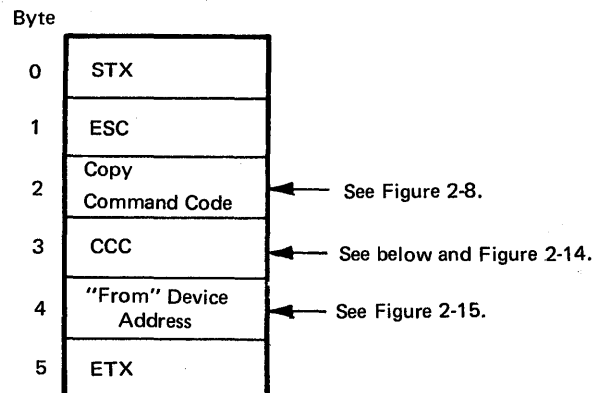 Byte
0 STX
1 ESC
2 Copy
Command Code See Figure 2-8.
3 CCC See below and Figure 2-14.
4 "From" Device
Address See Figure 2-15.
5 ETX